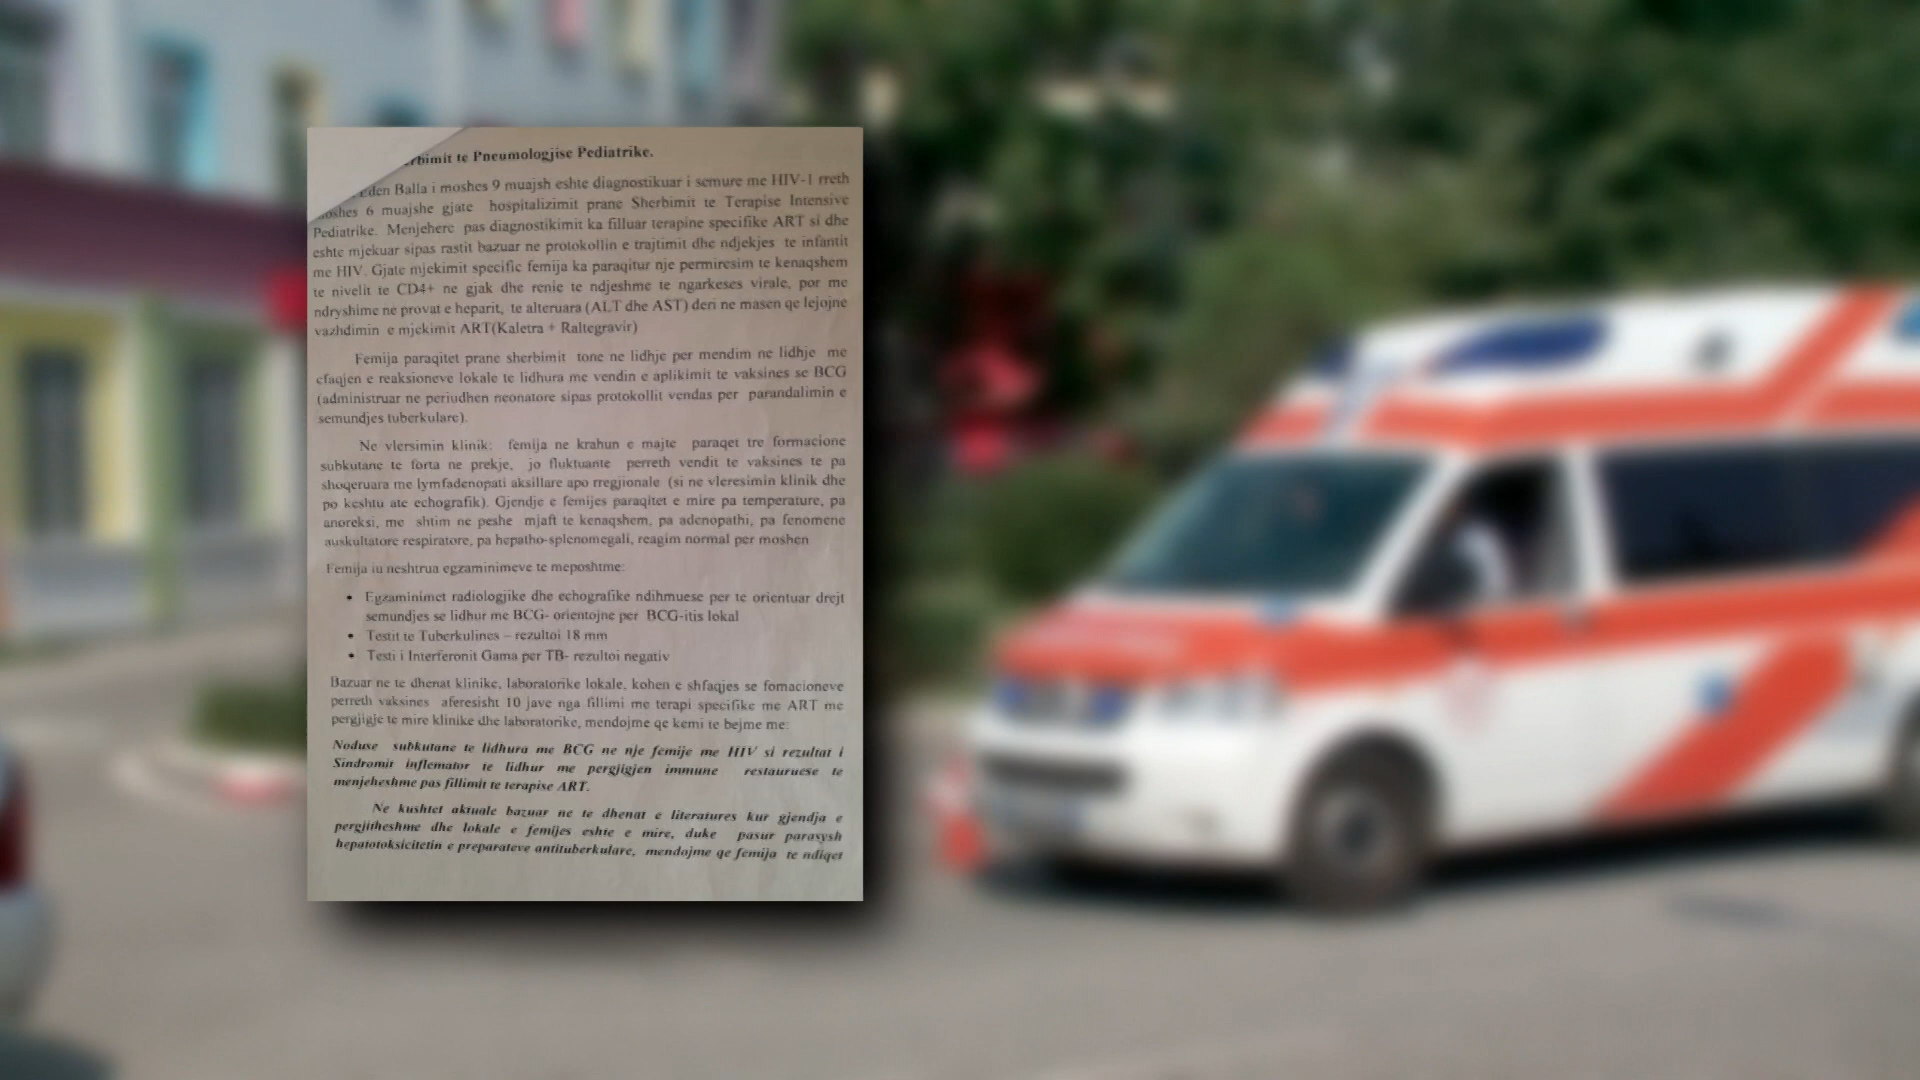 rbimit te Pneumologjise Pediatrike.
Eden Balla i moshes 9 muajsh eshte diagnostikuar i semure me HIV-1 rreth
moshes 6 muajshe gjate hospitalizimit prane Sherbimit te Terapise Intensive
Pediatrike. Menjehere pas diagnostikimit ka filluar terapine specifike ART si dhe
eshte mjekuar sipas rastit bazuar ne protokollin e trajtimit dhe ndjekjes te infantit
me HIV. Gjate mjekimit specific femija ka paraqitur nje permiresim te kenaqshem
te nivelit te CD4+ ne gjak dhe renie te ndjeshme te ngarkeses virale, por me
ndryshime ne provat e heparit, te alteruara (ALT dhe AST) deri ne masen qe lejojne
vazhdimin e mjekimit ART(Kaletra + Raltegravir)
Femija paraqitet prane sherbimit tone ne lidhje per mendim ne lidhje me
cfaqjen e reaksioneve lokale te lidhura me vendin e aplikimit te vaksines se BCG
(administruar ne periudhen neonatore sipas protokollit vendas per parandalimin e
semundjes tuberkulare).
Ne vlersimin klinik: femija ne krahun e majte paraqet tre formacione
subkutane te forta ne prekje, jo fluktuante perreth vendit te vaksines te pa
shoqeruara me lymfadenopati aksillare apo rregjionale (si ne vleresimin klinik dhe
po keshtu ate echografik). Gjendje e femijes paraqitet e mire pa temperature, pa
anoreksi, me shtim ne peshe mjaft te kenaqshem, pa adenopathi, pa fenomene
auskultatore respiratore, pa hepatho-splenomegali, reagim normal per moshen
Femija iu neshtrua egzaminimeve te meposhtme:
• Egzaminimet radiologjike dhe echografike ndihmuese per te orientuar drejt
semundjes se lidhur me BCG- orientojne per BCG-itis lokal
• Testit te Tuberkulines – rezultoi 18 mm
• Testi i Interferonit Gama per TB- rezultoi negativ
Bazuar ne te dhenat klinike, laboratorike lokale, kohen e shfaqjes se fomacioneve
perreth vaksines aferesisht 10 jave nga fillimi me terapi specifike me ART me
pergjigje te mire klinike dhe laboratorike, mendojme qe kemi te bejme me:
Noduse subkutane te lidhura me BCG ne nje femije me HIV si rezultat i
Sindromit inflemator te lidhur me pergjigjen immune restauruese te
menjeheshme pas fillimit te terapise ART.
Ne kushtet aktuale bazuar ne te dhenat e literatures kur gjendja e
pergjitheshme dhe lokale e femijes eshte e mire, duke pasur parasysh
hepatotoksicitetin e preparateve antituberkulare, mendojme qe femija te ndiqet